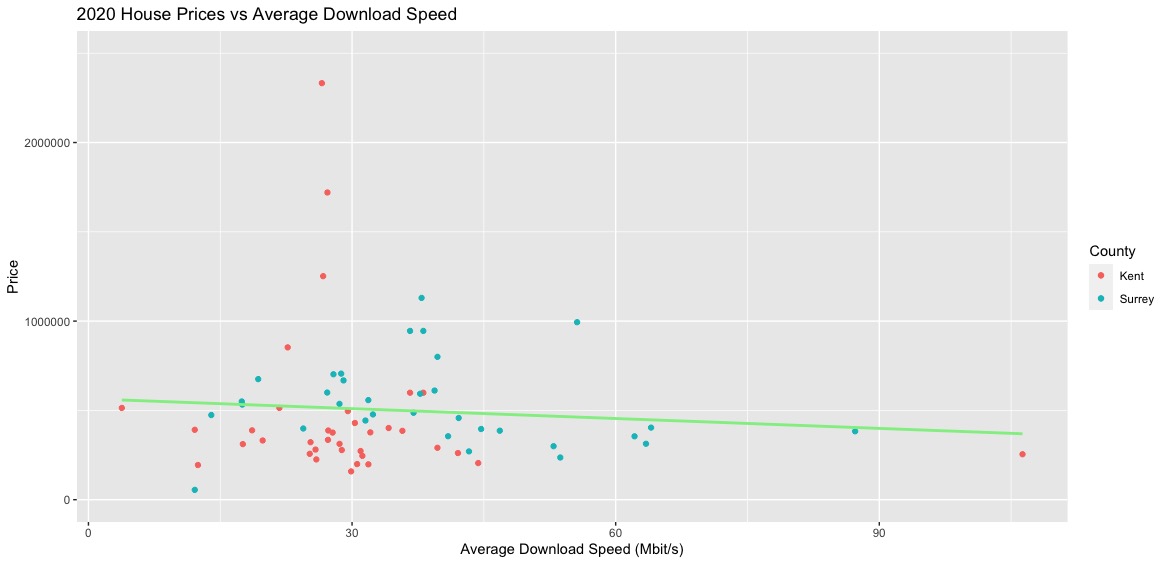 2020 House Prices vs Average Download Speed
2000000
1000000
0
Price
0 30 60 90
Average Download Speed (Mbit/s)
County
Kent
Surrey